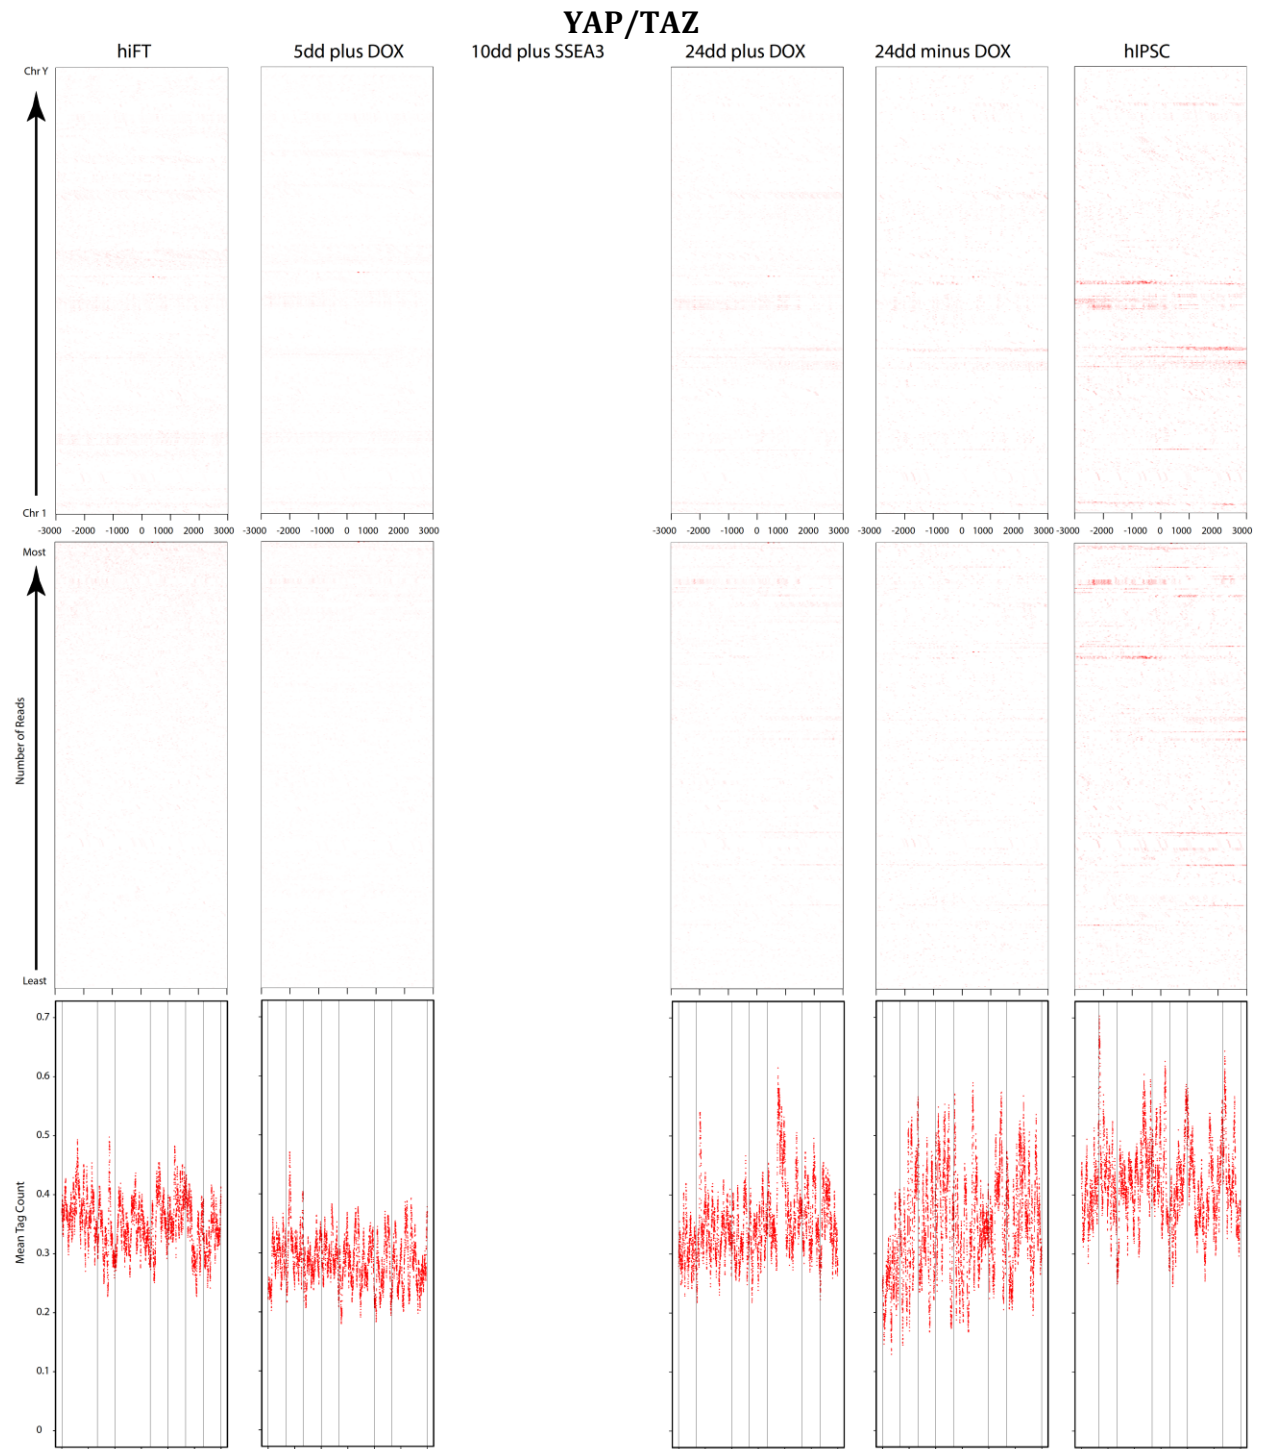 YAP/TAZ
hiFT 5dd plus DOX 10dd plus SSEA3 24dd plus DOX 24dd minus DOX hIPSC
Chr Y
Chr 1
-3000 -2000 -1000 0 1000 2000 3000 -3000 -2000 -1000 0 1000 2000 3000 -3000 -2000 -1000 0 1000 2000 3000 -3000 -2000 -1000 0 1000 2000 3000 -3000 -2000 -1000 0 1000 2000 3000
Most
Number of Reads
Least
0.7
0.6
0.5
0.4
Mean Tag Count
0.3
0.2
0.1
0